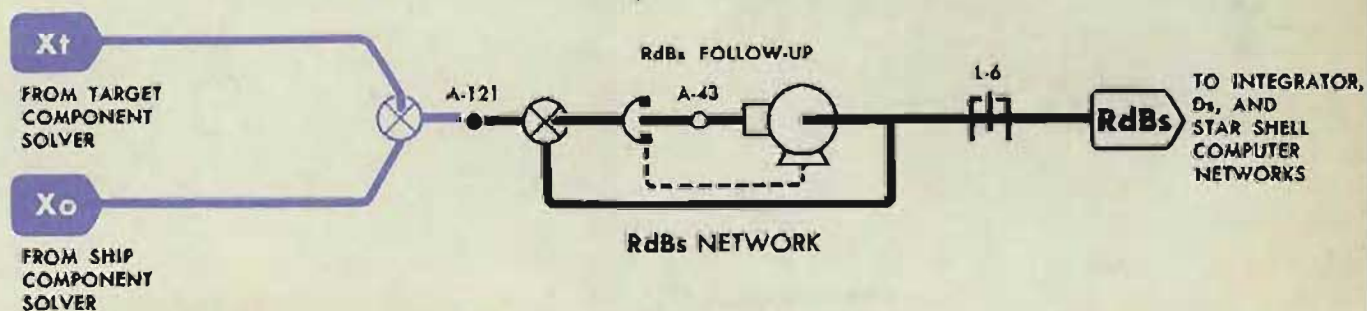 Xt
FROM TARGET
COMPONENT
SOLVER
Xo
FROM SHIP
COMPONENT
SOLVER
A-121
RdBs FOLLOW-UP
A-43
RdBs NETWORK
L-6
RdBs
TO INTEGRATOR,
Ds, AND
STAR SHELL
COMPUTER
NETWORKS